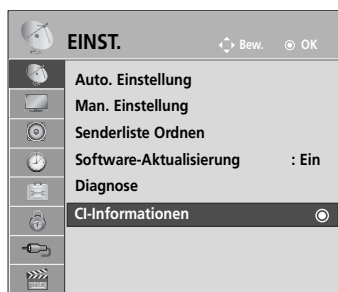 EINST. Bew. OK
Auto. Einstellung
Man. Einstellung
Senderliste Ordnen
Software-Aktualisierung : Ein
Diagnose
CI-Informationen